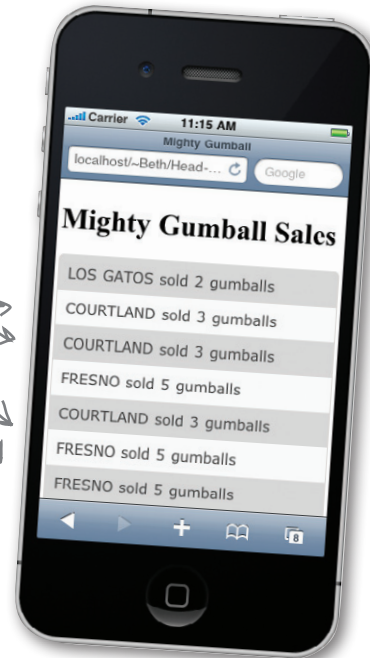 Carrier 11:15 AM
Mighty Gumball
localhost/~Beth/Head-... Google
Mighty Gumball Sales
LOS GATOS sold 2 gumballs
COURTLAND sold 3 gumballs
COURTLAND sold 3 gumballs
FRESNO sold 5 gumballs
COURTLAND sold 3 gumballs
FRESNO sold 5 gumballs
FRESNO sold 5 gumballs
8